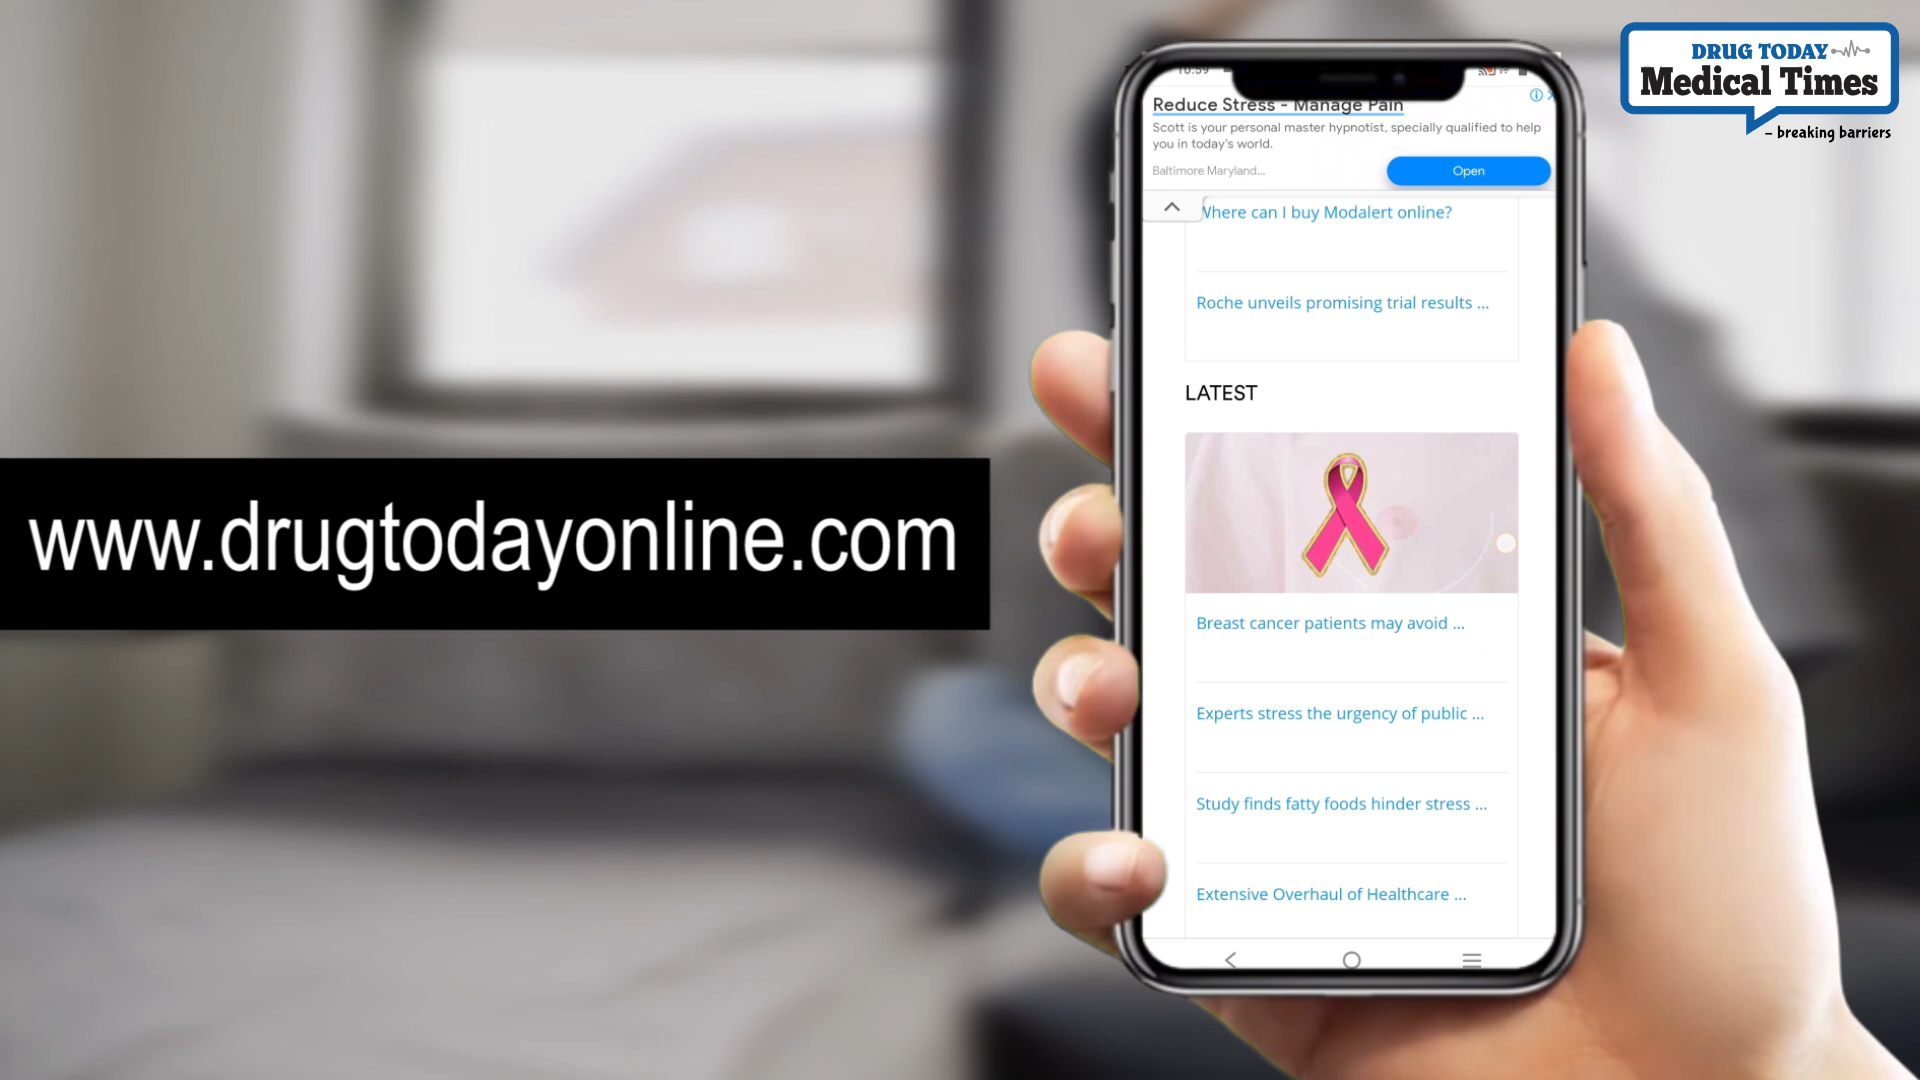 DRUG TODAY
Medical Times
- breaking barriers
www.drugtodayonline.com
10:59
Reduce Stress - Manage Pain
Scott is your personal master hypnotist, specially qualified to help
you in today's world.
Baltimore Maryland...
Open
Where can I buy Modalert online?
Roche unveils promising trial results ...
LATEST
Breast cancer patients may avoid ...
Experts stress the urgency of public ...
Study finds fatty foods hinder stress ...
Extensive Overhaul of Healthcare ...